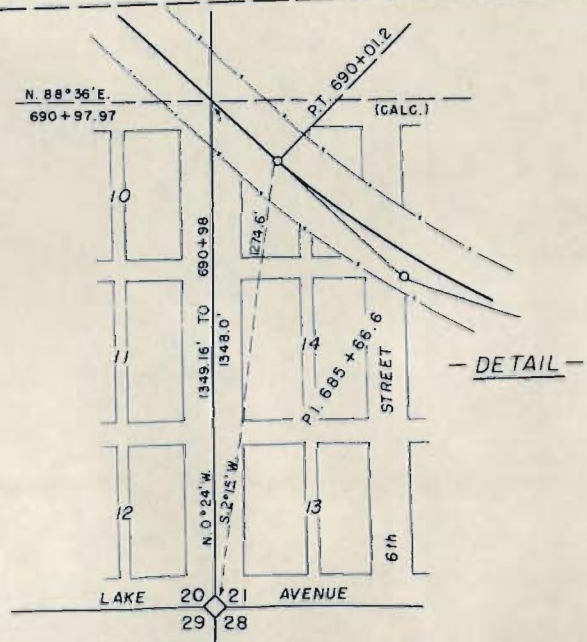 P.T. 690+01.2
N. 88°36'E.
690+97.97
(CALC.)
10
1274.6'
1349.16' TO 690+98
1348.0'
11
14
P.I. 685+66.6
STREET
- DETAIL -
12
N. 0°24' W.
S. 2°15' W.
13
6th
LAKE 20 21 AVENUE
29 28